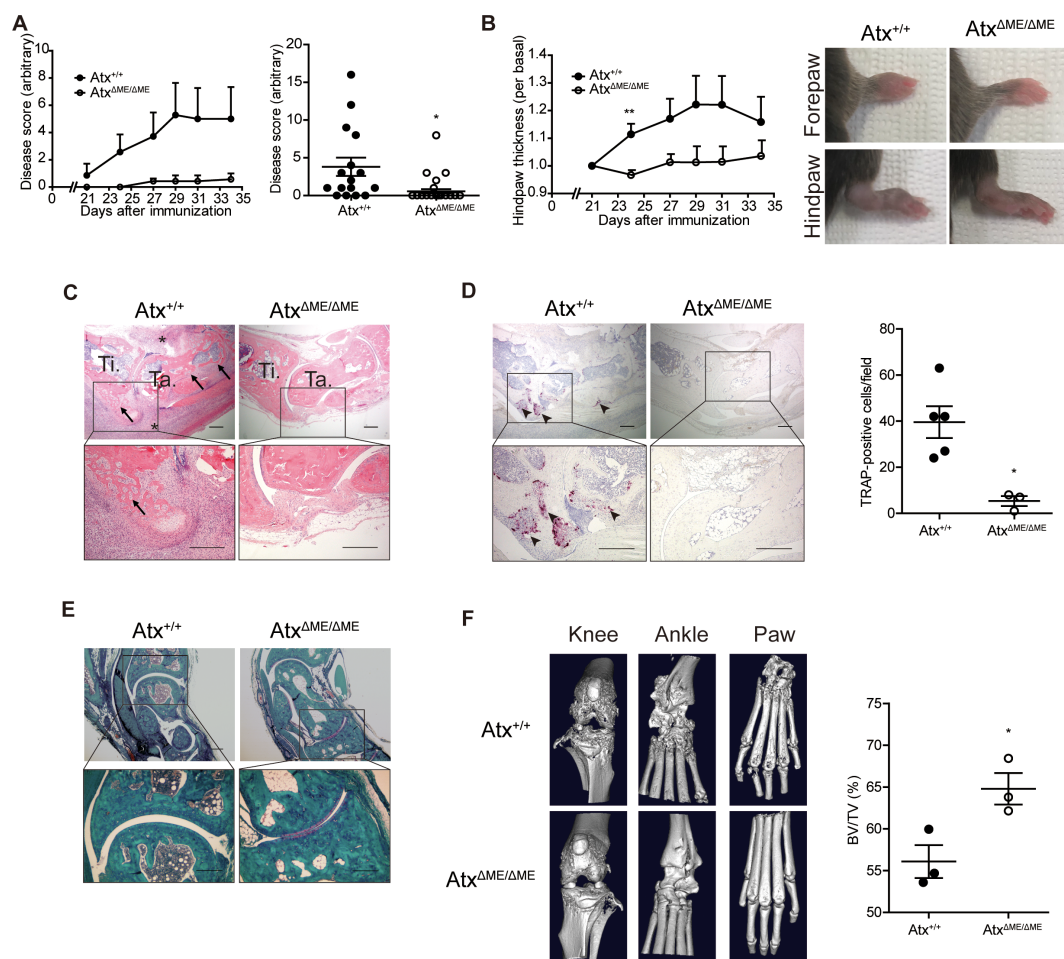 A
Disease score (arbitrary)
10
8
6
4
2
0
Atx+/+
AtxΔME/ΔME
21 23 25 27 29 31 33 35
Days after immunization
Disease score (arbitrary)
20
15
10
5
0
*
Atx+/+ AtxΔME/ΔME
B
Hindpaw thickness (per basal)
1.4
1.3
1.2
1.1
1.0
0.9
Atx+/+
AtxΔME/ΔME
**
21 23 25 27 29 31 33 35
Days after immunization
Atx+/+ AtxΔME/ΔME
Forepaw
Hindpaw
C
Atx+/+ AtxΔME/ΔME
* Ti. Ta. *
Ti. Ta.
D
Atx+/+ AtxΔME/ΔME
TRAP-positive cells/field
80
60
40
20
0
*
Atx+/+ AtxΔME/ΔME
E
Atx+/+ AtxΔME/ΔME
F
Knee Ankle Paw
Atx+/+
AtxΔME/ΔME
BV/TV (%)
75
70
65
60
55
50
*
Atx+/+ AtxΔME/ΔME